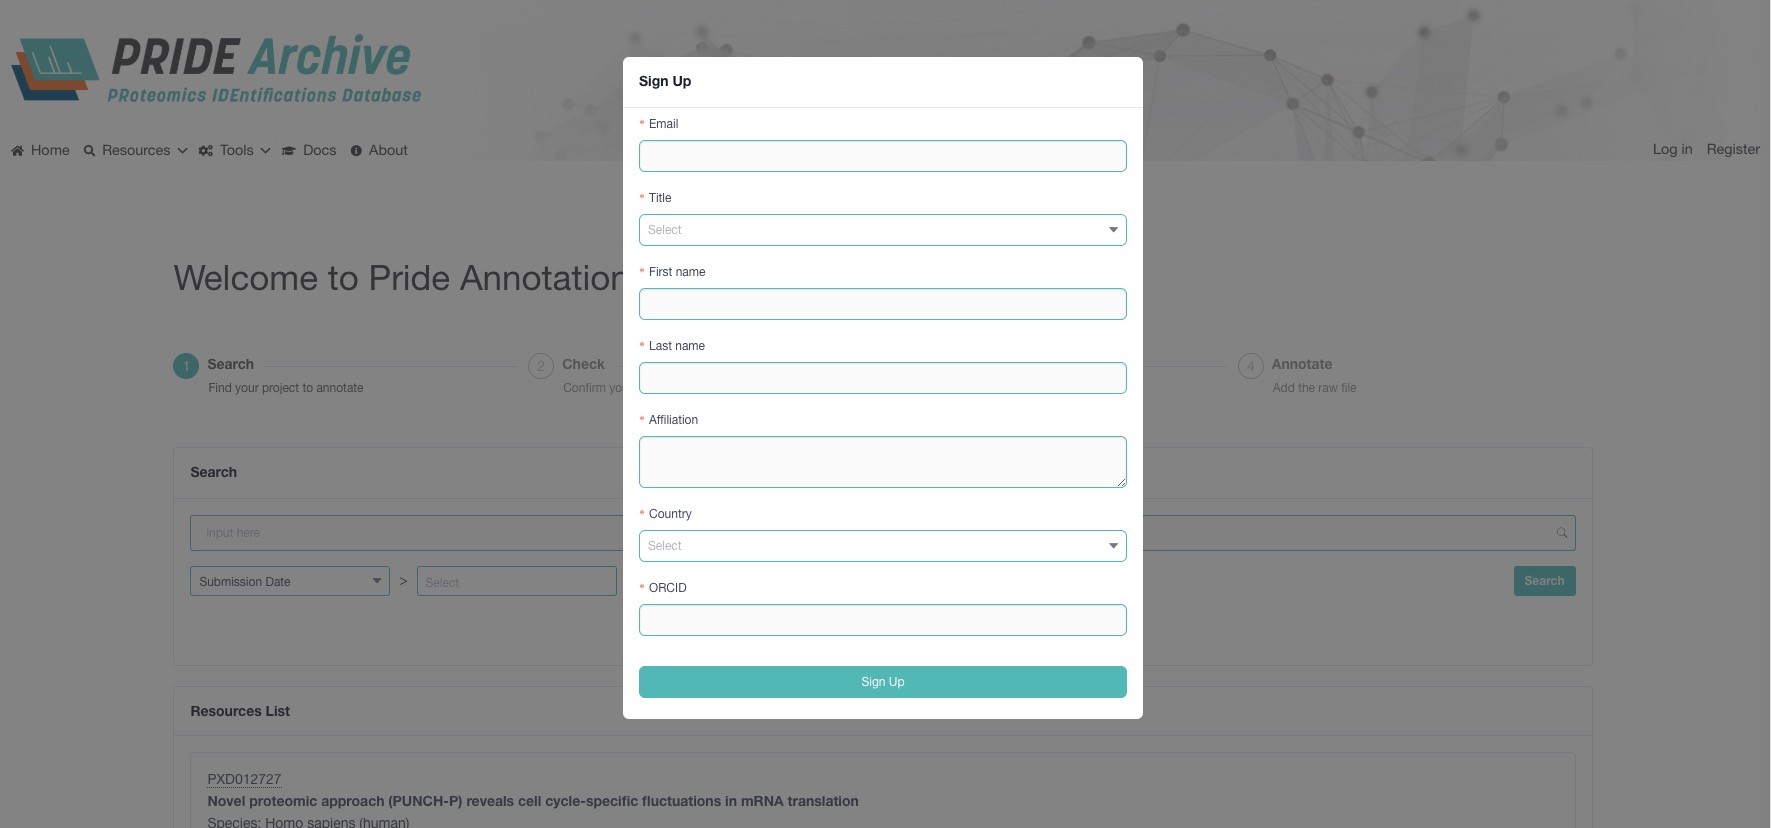 PRIDE Archive
PRoteomics IDEntifications Database
Home Resources Tools Docs About
Log in Register
Sign Up
* Email
* Title
Select
* First name
* Last name
* Affiliation
* Country
Select
* ORCID
Sign Up
Welcome to Pride Annotation
1 Search
Find your project to annotate
2 Check
Confirm
4 Annotate
Add the raw file
Search
Input here
Submission Date > Select
Search
Resources List
PXD012727
Novel proteomic approach (PUNCH-P) reveals cell cycle-specific fluctuations in mRNA translation
Species: Homo sapiens (human)